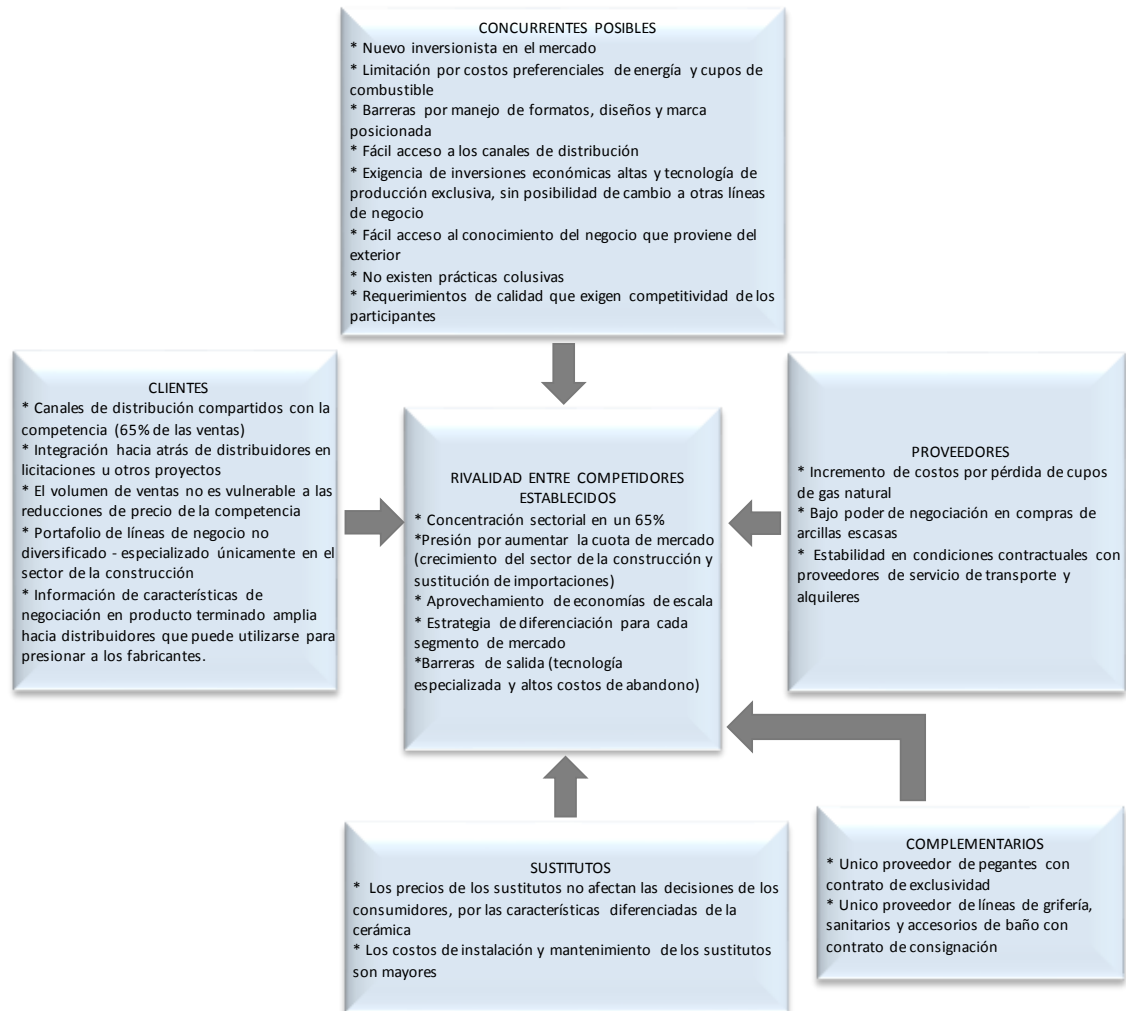 CONCURRENTES POSIBLES
* Nuevo inversionista en el mercado
* Limitación por costos preferenciales de energía y cupos de
combustible
* Barreras por manejo de formatos, diseños y marca
posicionada
* Fácil acceso a los canales de distribución
* Exigencia de inversiones económicas altas y tecnología de
producción exclusiva, sin posibilidad de cambio a otras líneas
de negocio
* Fácil acceso al conocimiento del negocio que proviene del
exterior
* No existen prácticas colusivas
* Requerimientos de calidad que exigen competitividad de los
participantes
CLIENTES
* Canales de distribución compartidos con la
competencia (65% de las ventas)
* Integración hacia atrás de distribuidores en
licitaciones u otros proyectos
* El volumen de ventas no es vulnerable a las
reducciones de precio de la competencia
* Portafolio de líneas de negocio no
diversificado - especializado únicamente en el
sector de la construcción
* Información de características de
negociación en producto terminado amplia
hacia distribuidores que puede utilizarse para
presionar a los fabricantes.
RIVALIDAD ENTRE COMPETIDORES
ESTABLECIDOS
* Concentración sectorial en un 65%
*Presión por aumentar la cuota de mercado
(crecimiento del sector de la construcción y
sustitución de importaciones)
* Aprovechamiento de economías de escala
* Estrategia de diferenciación para cada
segmento de mercado
*Barreras de salida (tecnología
especializada y altos costos de abandono)
PROVEEDORES
* Incremento de costos por pérdida de cupos
de gas natural
* Bajo poder de negociación en compras de
arcillas escasas
* Estabilidad en condiciones contractuales con
proveedores de servicio de transporte y
alquileres
SUSTITUTOS
* Los precios de los sustitutos no afectan las decisiones de los
consumidores, por las características diferenciadas de la
cerámica
* Los costos de instalación y mantenimiento de los sustitutos
son mayores
COMPLEMENTARIOS
* Unico proveedor de pegantes con
contrato de exclusividad
* Unico proveedor de líneas de grifería,
sanitarios y accesorios de baño con
contrato de consignación